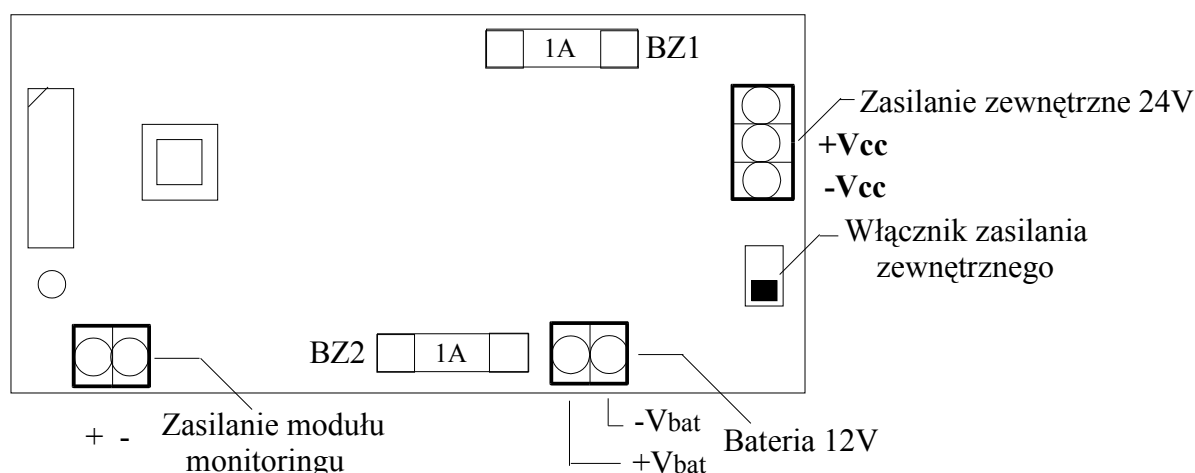 1A BZ1
Zasilanie zewnętrzne 24V
+Vcc
-Vcc
Włącznik zasilania
zewnętrznego
BZ2 1A
+ -
Zasilanie modułu
monitoringu
-Vbat
+Vbat
Bateria 12V